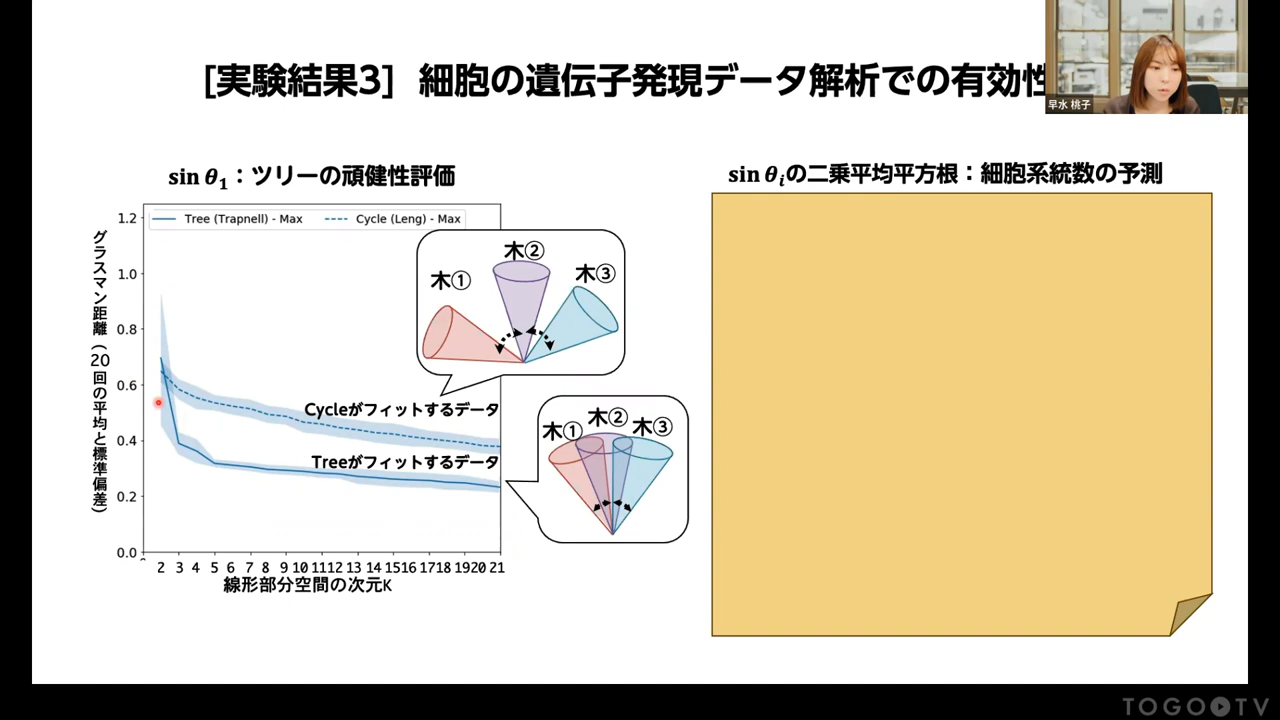 [実験結果3] 細胞の遺伝子発現データ解析での有効性
早水 桃子
sin θ1：ツリーの頑健性評価
sin θiの二乗平均平方根：細胞系統数の予測
Tree (Trapnell) - Max
Cycle (Leng) - Max
グラスマン距離（20回の平均と標準偏差）
1.2
1.0
0.8
0.6
0.4
0.2
0.0
木①
木②
木③
Cycleがフィットするデータ
木①
木②
木③
Treeがフィットするデータ
2 3 4 5 6 7 8 9 10 11 12 13 14 15 16 17 18 19 20 21
線形部分空間の次元K
TOGO TV